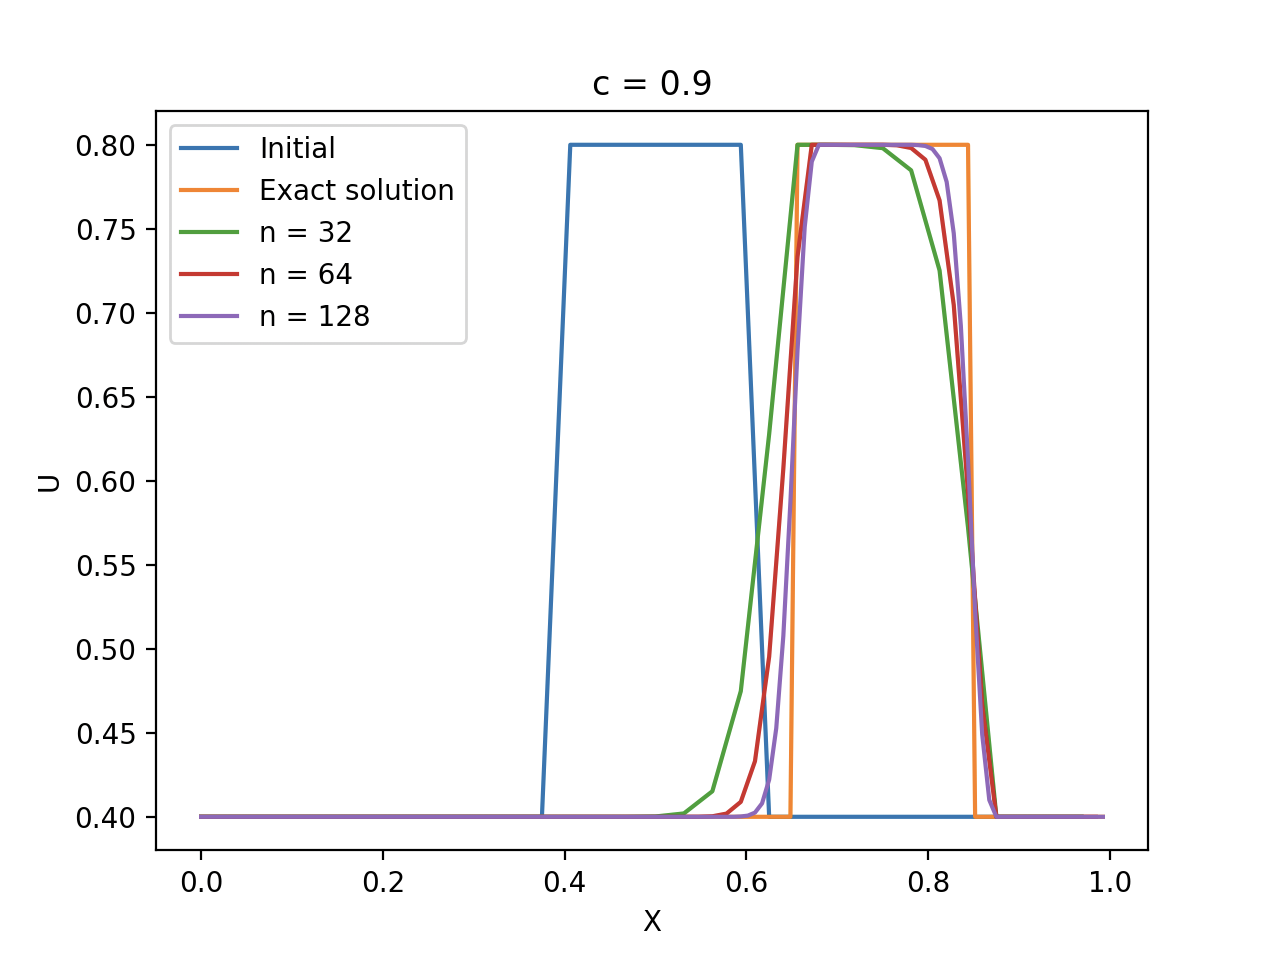 c = 0.9
Initial
Exact solution
n = 32
n = 64
n = 128
0.80
0.75
0.70
0.65
0.60
0.55
0.50
0.45
0.40
U
0.0 0.2 0.4 0.6 0.8 1.0
X